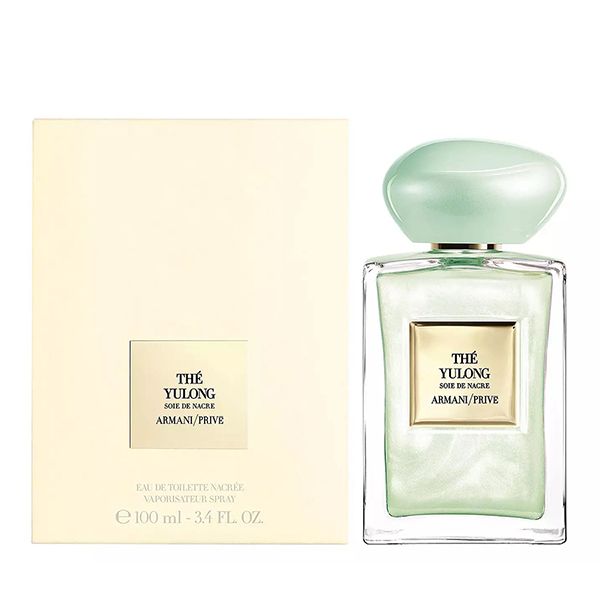 THÉ
YULONG
SOIE DE NACRE
ARMANI/PRIVE
EAU DE TOILETTE NACRÉE
VAPORISATEUR SPRAY
℮ 100 ml - 3.4 FL. OZ.
THÉ
YULONG
SOIE DE NACRE
ARMANI/PRIVE